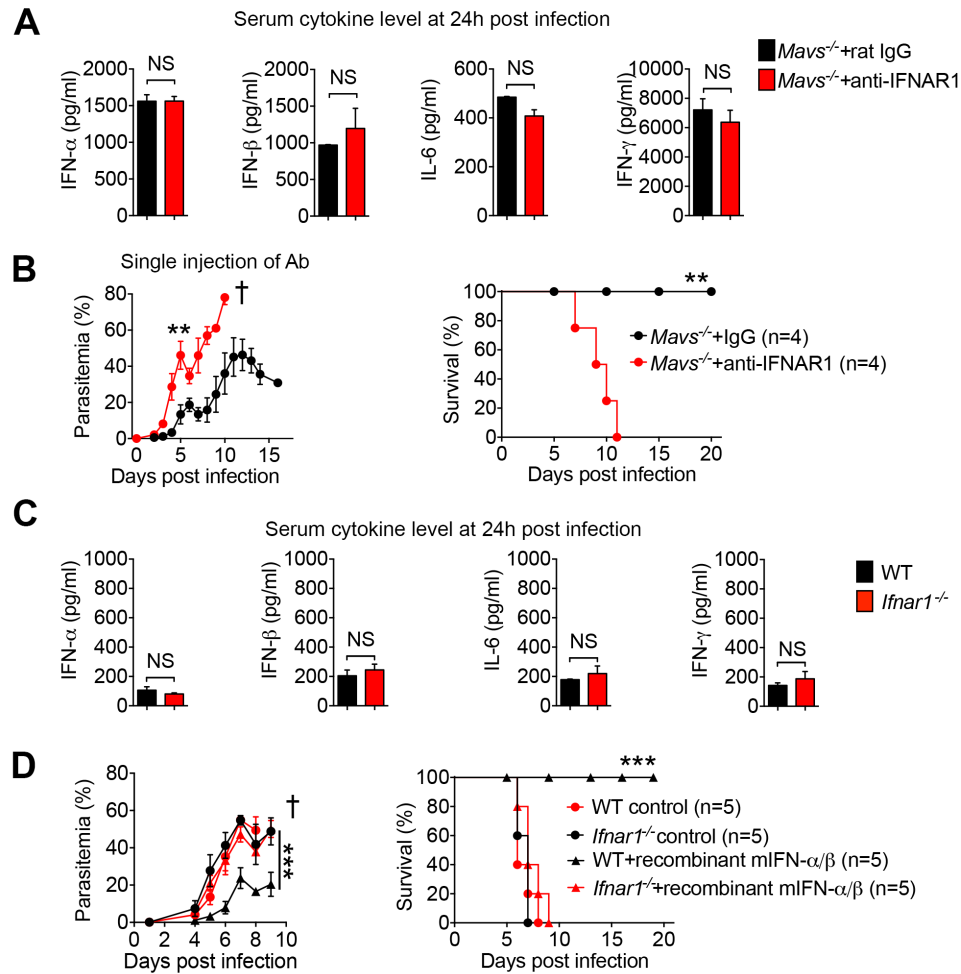 A
Serum cytokine level at 24h post infection
Mavs-/-+rat IgG
Mavs-/-+anti-IFNAR1
IFN-α (pg/ml)
2000
1500
1000
500
0
NS
IFN-β (pg/ml)
2000
1500
1000
500
0
NS
IL-6 (pg/ml)
600
400
200
0
NS
IFN-γ (pg/ml)
10000
8000
6000
4000
2000
0
NS
B
Single injection of Ab
Parasitemia (%)
80
60
40
20
0
**
†
0 5 10 15
Days post infection
Survival (%)
100
80
60
40
20
0
**
Mavs-/-+IgG (n=4)
Mavs-/-+anti-IFNAR1 (n=4)
0 5 10 15 20
Days post infection
C
Serum cytokine level at 24h post infection
WT
Ifnar1-/-
IFN-α (pg/ml)
1000
800
600
400
200
0
NS
IFN-β (pg/ml)
1000
800
600
400
200
0
NS
IL-6 (pg/ml)
1000
800
600
400
200
0
NS
IFN-γ (pg/ml)
1000
800
600
400
200
0
NS
D
Parasitemia (%)
80
60
40
20
0
†
***
0 2 4 6 8 10
Days post infection
Survival (%)
100
80
60
40
20
0
***
WT control (n=5)
Ifnar1-/- control (n=5)
WT+recombinant mIFN-α/β (n=5)
Ifnar1-/-+recombinant mIFN-α/β (n=5)
0 5 10 15 20
Days post infection